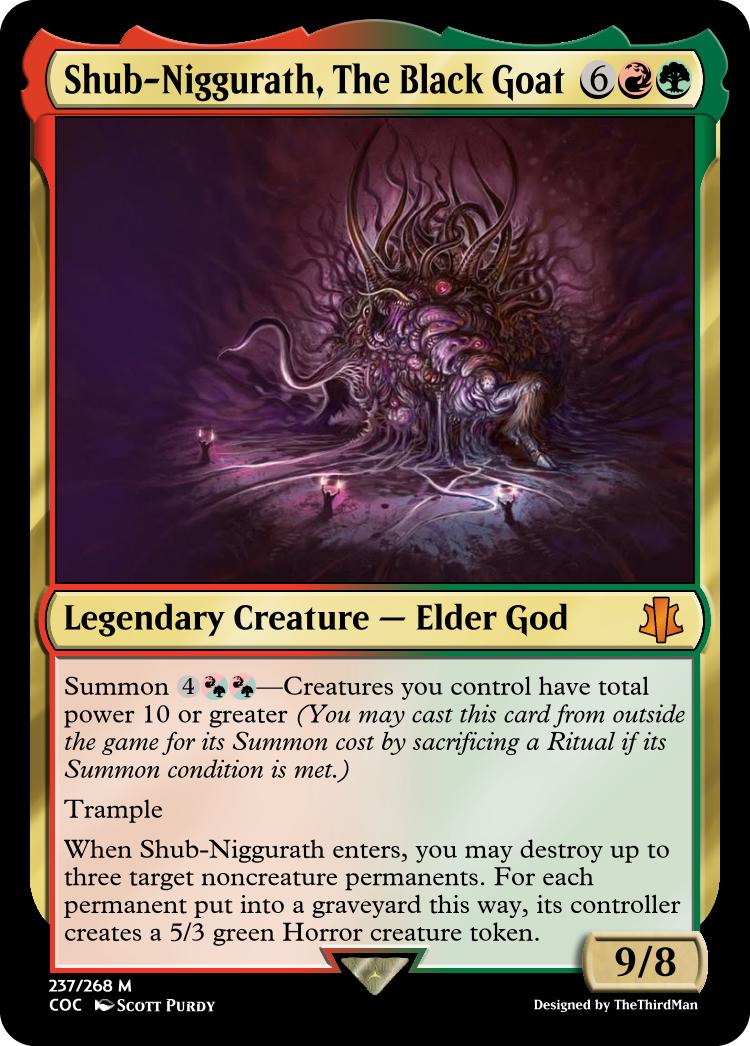 Shub-Niggurath, The Black Goat 6
Legendary Creature — Elder God
Summon 4 —Creatures you control have total
power 10 or greater (You may cast this card from outside
the game for its Summon cost by sacrificing a Ritual if its
Summon condition is met.)
Trample
When Shub-Niggurath enters, you may destroy up to
three target noncreature permanents. For each
permanent put into a graveyard this way, its controller
creates a 5/3 green Horror creature token.
9/8
237/268 M
COC Scott Purdy
Designed by TheThirdMan